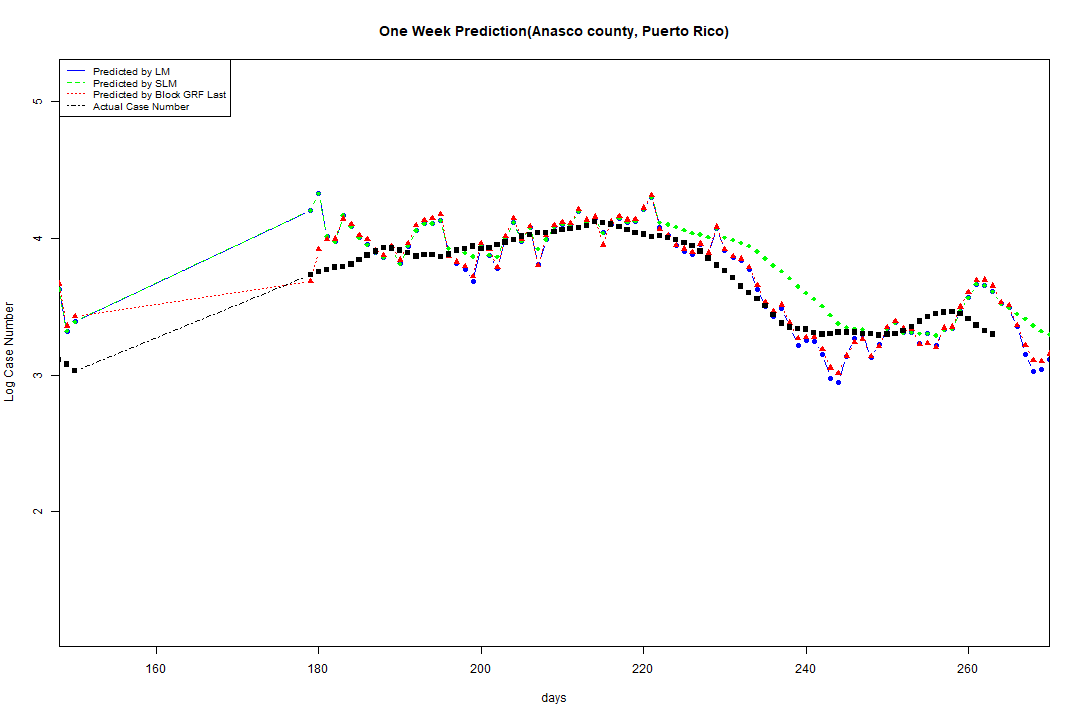 One Week Prediction(Anasco county, Puerto Rico)
Predicted by LM
Predicted by SLM
Predicted by Block GRF Last
Actual Case Number
5
4
3
2
Log Case Number
160 180 200 220 240 260
days